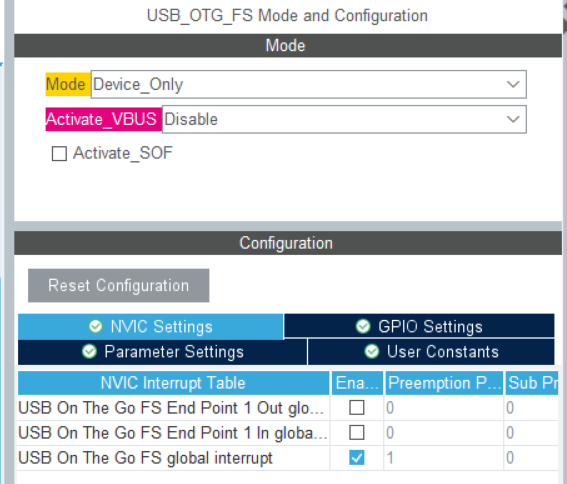 USB_OTG_FS Mode and Configuration
Mode
Mode Device_Only
Activate_VBUS Disable
Activate_SOF
Configuration
Reset Configuration
NVIC Settings GPIO Settings
Parameter Settings User Constants
NVIC Interrupt Table Ena... Preemption P... Sub Pr
USB On The Go FS End Point 1 Out glo... 0 0
USB On The Go FS End Point 1 In globa... 0 0
USB On The Go FS global interrupt 1 0